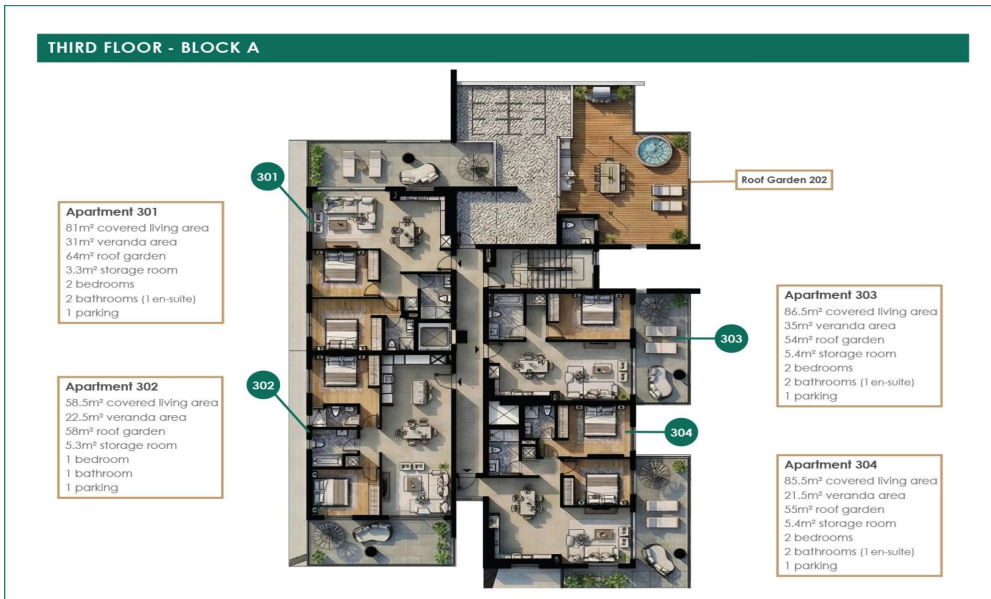 THIRD FLOOR - BLOCK A
301
Roof Garden 202
Apartment 301
81m² covered living area
31m² veranda area
64m² roof garden
3.3m² storage room
2 bedrooms
2 bathrooms (1 en-suite)
1 parking
Apartment 303
86.5m² covered living area
35m² veranda area
54m² roof garden
5.4m² storage room
2 bedrooms
2 bathrooms (1 en-suite)
1 parking
303
Apartment 302
58.5m² covered living area
22.5m² veranda area
58m² roof garden
5.3m² storage room
1 bedroom
1 bathroom
1 parking
302
304
Apartment 304
85.5m² covered living area
21.5m² veranda area
55m² roof garden
5.4m² storage room
2 bedrooms
2 bathrooms (1 en-suite)
1 parking